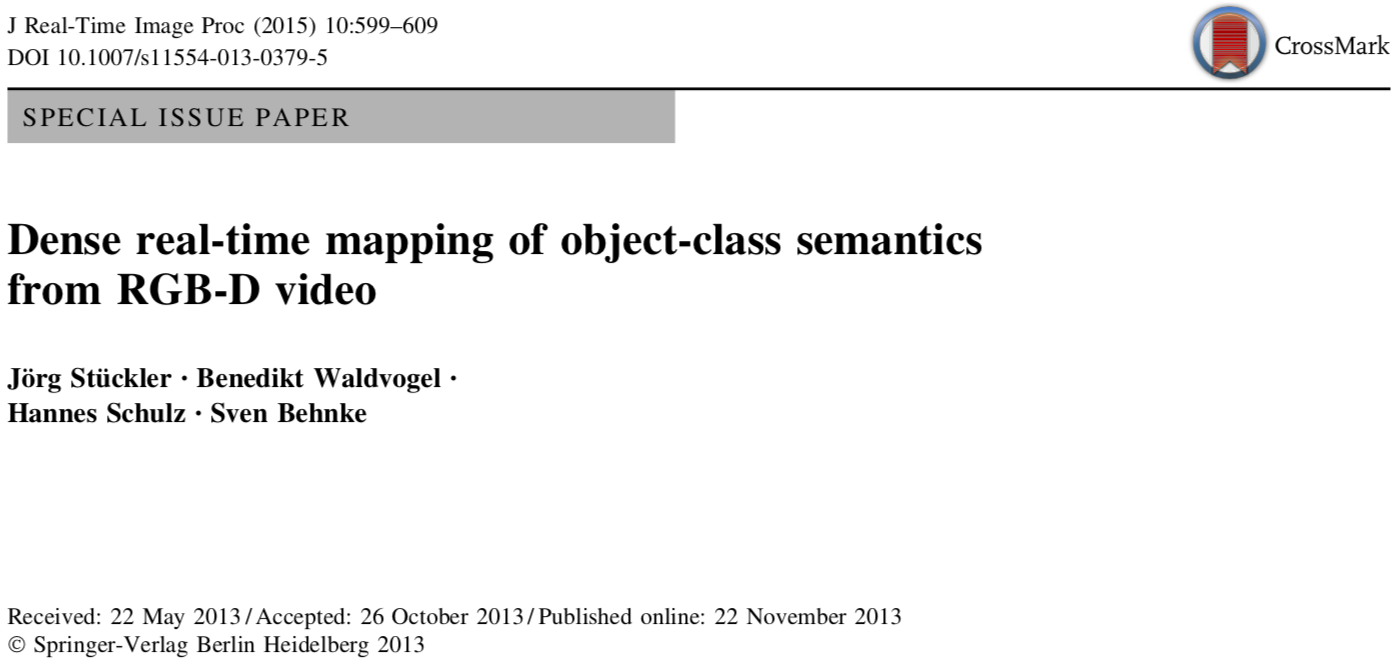 J Real-Time Image Proc (2015) 10:599–609
DOI 10.1007/s11554-013-0379-5
CrossMark
SPECIAL ISSUE PAPER
Dense real-time mapping of object-class semantics
from RGB-D video
Jörg Stückler · Benedikt Waldvogel ·
Hannes Schulz · Sven Behnke
Received: 22 May 2013 / Accepted: 26 October 2013 / Published online: 22 November 2013
© Springer-Verlag Berlin Heidelberg 2013